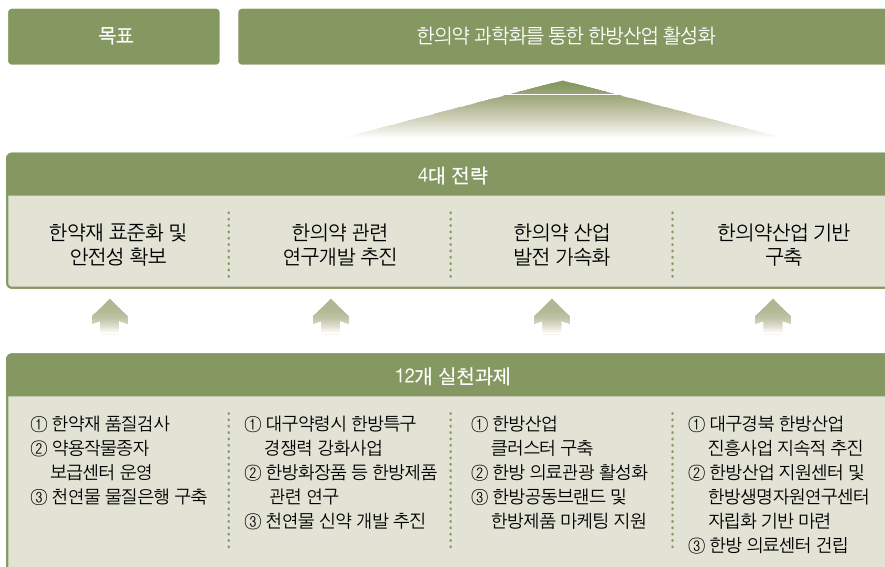 목표
한의약 과학화를 통한 한방산업 활성화
4대 전략
한약재 표준화 및
안전성 확보
한의약 관련
연구개발 추진
한의약 산업
발전 가속화
한의약산업 기반
구축
12개 실천과제
① 한약재 품질검사
② 약용작물종자
보급센터 운영
③ 천연물 물질은행 구축
① 대구약령시 한방특구
경쟁력 강화사업
② 한방화장품 등 한방제품
관련 연구
③ 천연물 신약 개발 추진
① 한방산업
클러스터 구축
② 한방 의료관광 활성화
③ 한방공동브랜드 및
한방제품 마케팅 지원
① 대구경북 한방산업
진흥사업 지속적 추진
② 한방산업 지원센터 및
한방생명자원연구센터
자립화 기반 마련
③ 한방 의료센터 건립